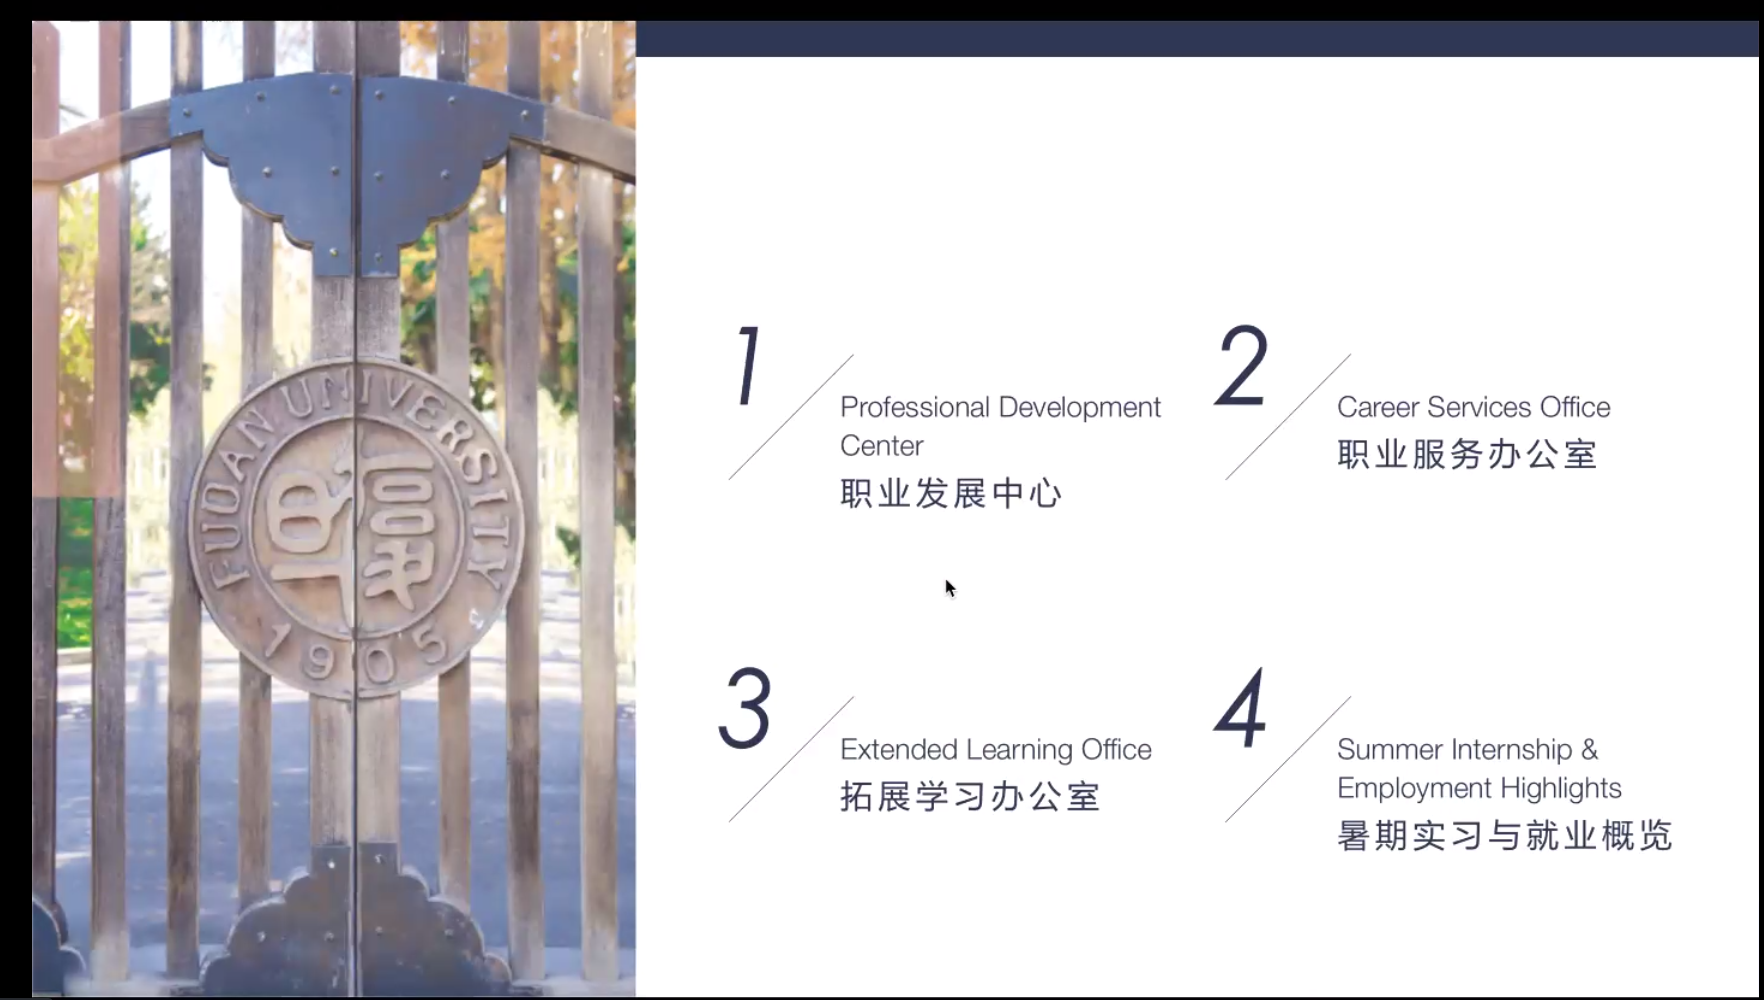 FUDAN UNIVERSITY
1905
1
Professional Development
Center
职业发展中心
2
Career Services Office
职业服务办公室
3
Extended Learning Office
拓展学习办公室
4
Summer Internship &
Employment Highlights
暑期实习与就业概览